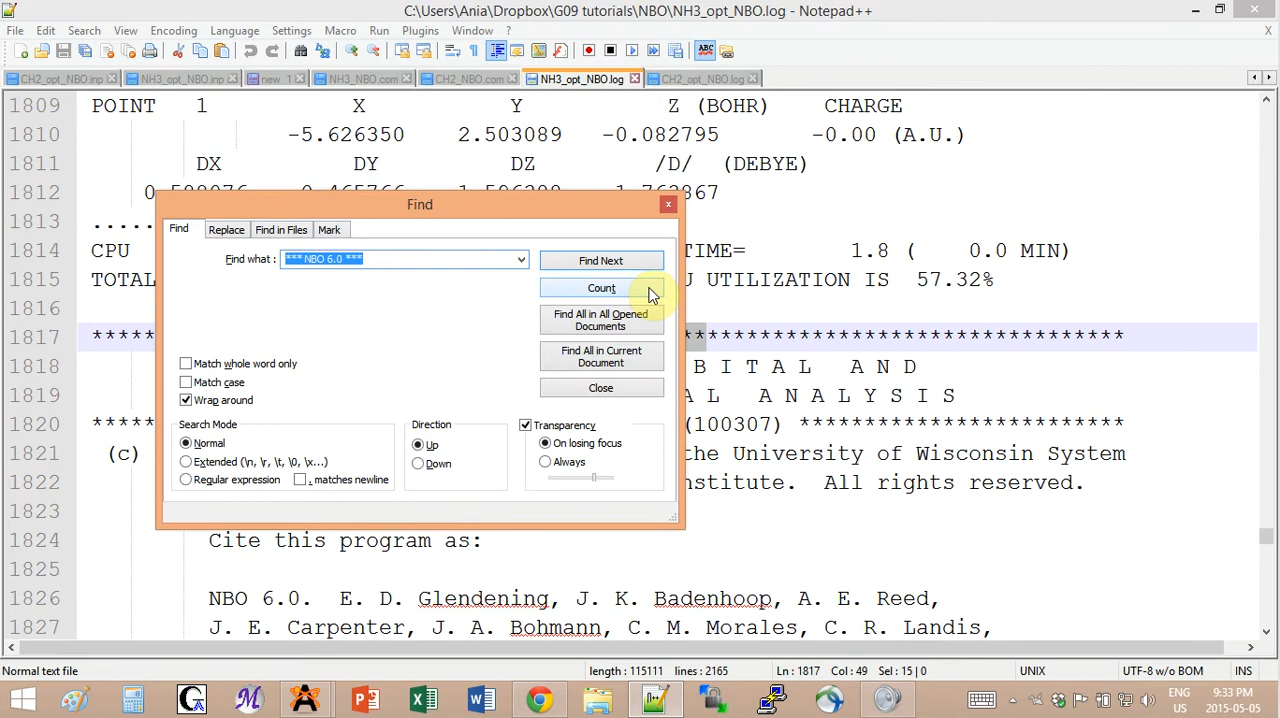 C:\Users\Ania\Dropbox\G09 tutorials\NBO\NH3_opt_NBO.log - Notepad++
File Edit Search View Encoding Language Settings Macro Run Plugins Window ? X
CH2_opt_NBO.inp NH3_opt_NBO.inp new 1 NH3_NBO.com CH2_NBO.com NH3_opt_NBO.log CH2_opt_NBO.log
1809 POINT 1 X Y Z (BOHR) CHARGE
1810 -5.626350 2.503089 -0.082795 -0.00 (A.U.)
1811 DX DY DZ /D/ (DEBYE)
1812
1813 .....
1814 CPU TIME= 1.8 ( 0.0 MIN)
1815 TOTAL U UTILIZATION IS 57.32%
1816
1817
1818 B I T A L A N D
1819 A L A N A L Y S I S
1820 (100307) ****************************
1821 (c) the University of Wisconsin System
1822 nstitute. All rights reserved.
1823
1824 Cite this program as:
1825
1826 NBO 6.0. E. D. Glendening, J. K. Badenhoop, A. E. Reed,
1827 J. E. Carpenter, J. A. Bohmann, C. M. Morales, C. R. Landis,
Find
Find Replace Find in Files Mark
Find what : *** NBO 6.0 ***
Find Next
Count
Find All in All Opened
Documents
Find All in Current
Document
Close
Match whole word only
Match case
Wrap around
Search Mode
Normal
Extended (\n, \r, \t, \0, \x...)
Regular expression . matches newline
Direction
Up
Down
Transparency
On losing focus
Always
Normal text file length : 115111 lines : 2165 Ln : 1817 Col : 49 Sel : 15 | 0 UNIX UTF-8 w/o BOM INS
ENG 9:33 PM
US 2015-05-05